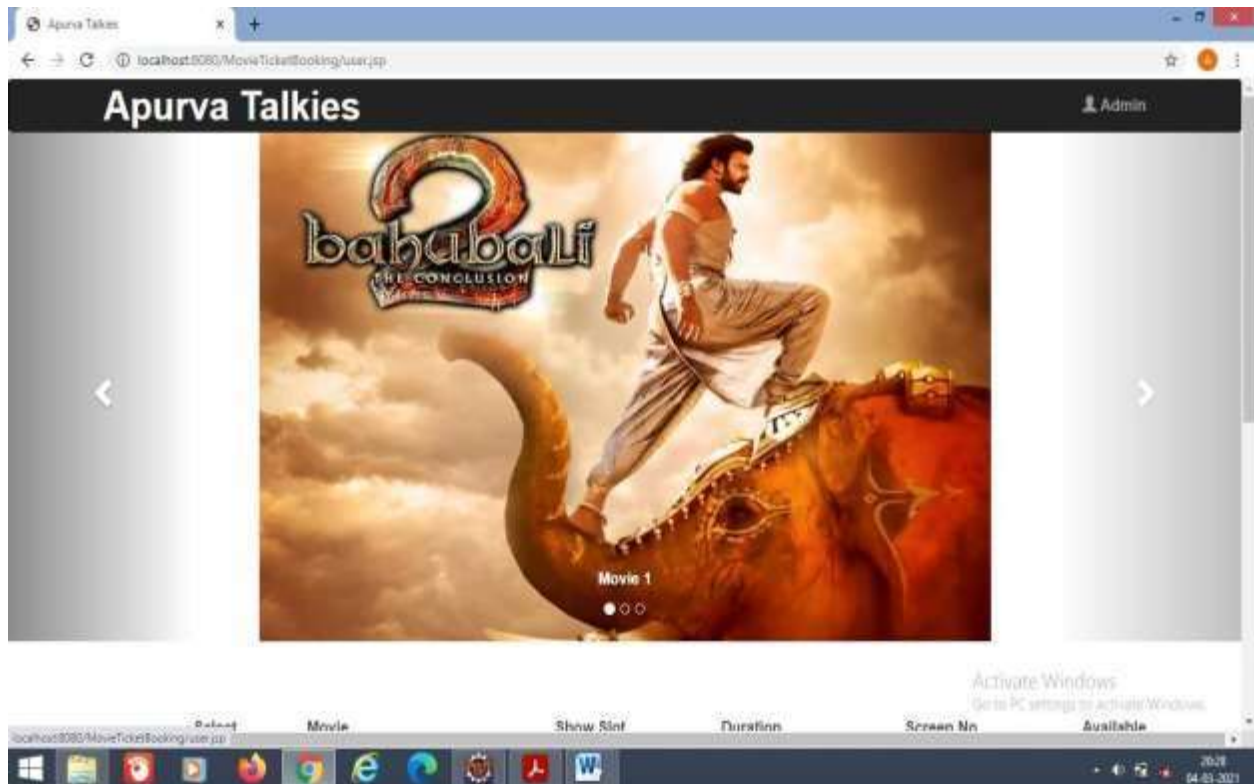 Apurva Talkies
localhost:8080/MovieTicketBooking/user.jsp
Apurva Talkies
Admin
2
bahubali
THE CONCLUSION
Movie 1
Activate Windows
Go to PC settings to activate Windows.
Select Movie Show Slot Duration Screen No Available
localhost:8080/MovieTicketBooking/user.jsp
20:28
04-03-2021